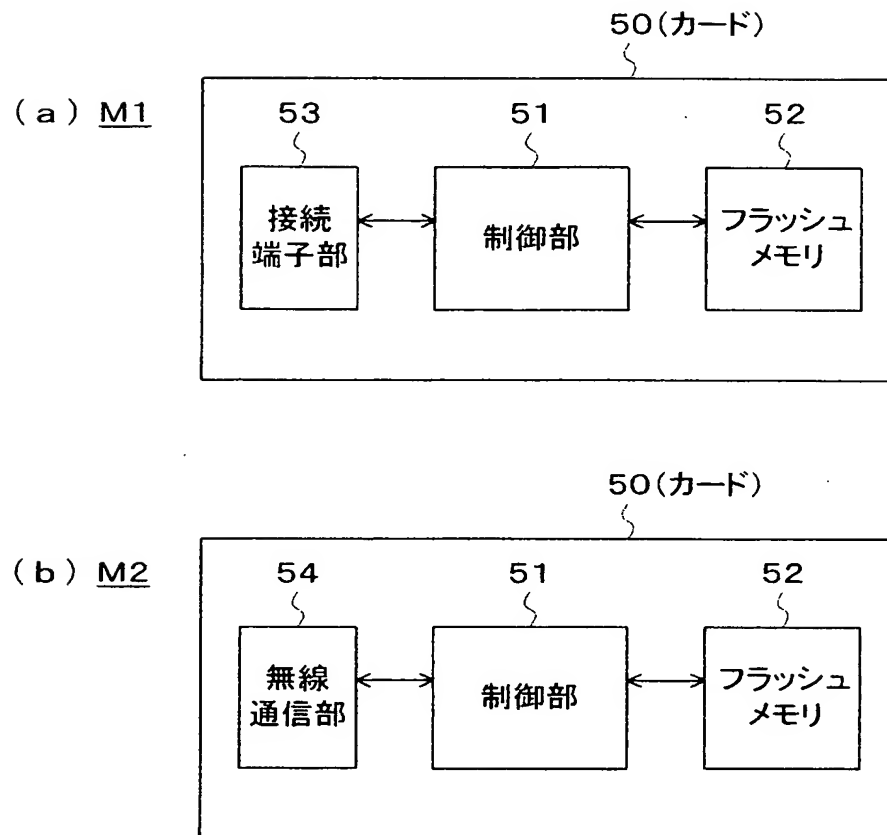 50(カード)
(a) M1
53
51
52
接続
端子部
制御部
フラッシュ
メモリ
50(カード)
(b) M2
54
51
52
無線
通信部
制御部
フラッシュ
メモリ